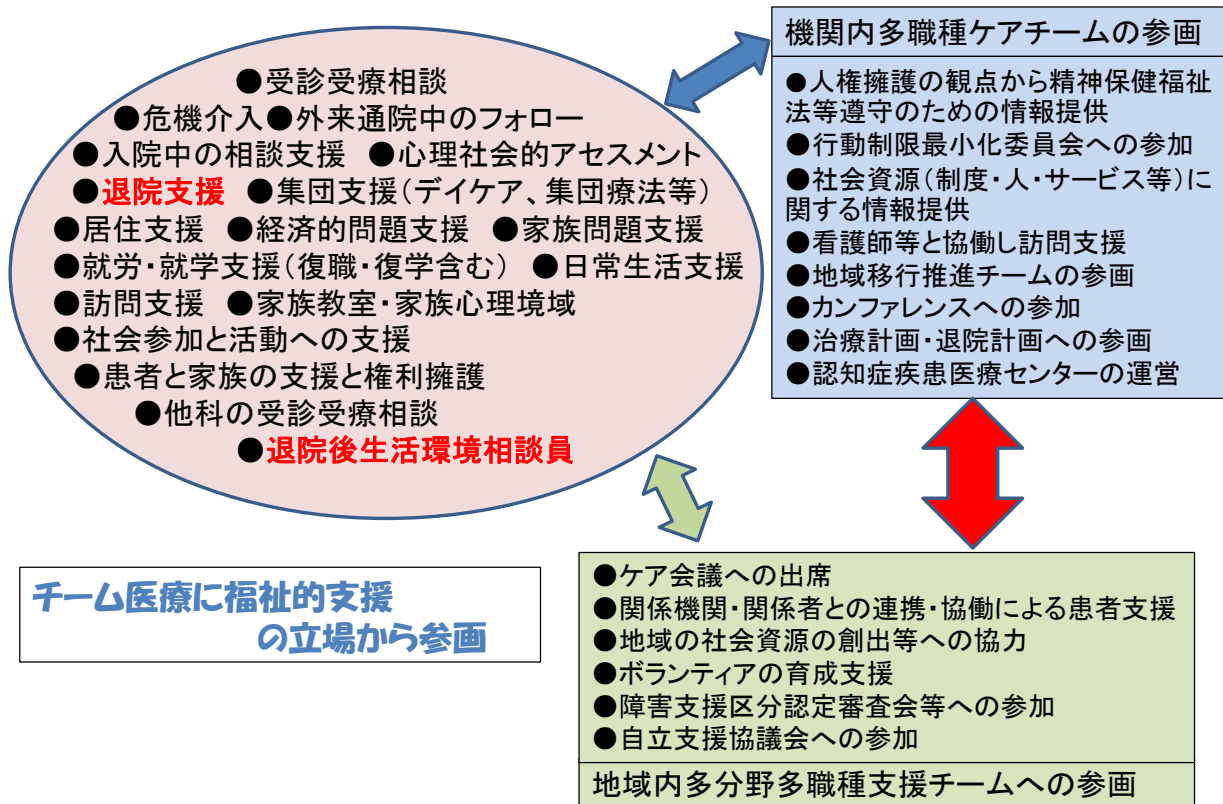 ●受診受療相談
●危機介入●外来通院中のフォロー
●入院中の相談支援 ●心理社会的アセスメント
●退院支援 ●集団支援(デイケア、集団療法等)
●居住支援 ●経済的問題支援 ●家族問題支援
●就労・就学支援(復職・復学含む) ●日常生活支援
●訪問支援 ●家族教室・家族心理境域
●社会参加と活動への支援
●患者と家族の支援と権利擁護
●他科の受診受療相談
●退院後生活環境相談員
機関内多職種ケアチームの参画
●人権擁護の観点から精神保健福祉
法等遵守のための情報提供
●行動制限最小化委員会への参加
●社会資源(制度・人・サービス等)に
関する情報提供
●看護師等と協働し訪問支援
●地域移行推進チームの参画
●カンファレンスへの参加
●治療計画・退院計画への参画
●認知症疾患医療センターの運営
チーム医療に福祉的支援
の立場から参画
●ケア会議への出席
●関係機関・関係者との連携・協働による患者支援
●地域の社会資源の創出等への協力
●ボランティアの育成支援
●障害支援区分認定審査会等への参加
●自立支援協議会への参加
地域内多分野多職種支援チームへの参画